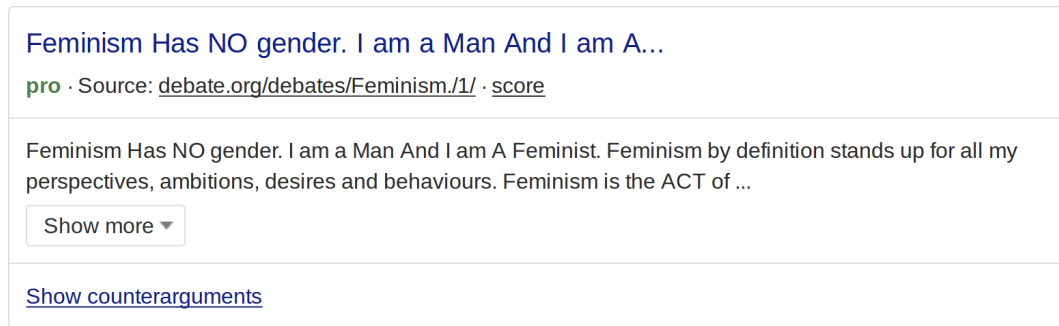 Feminism Has NO gender. I am a Man And I am A...
pro · Source: debate.org/debates/Feminism./1/ · score
Feminism Has NO gender. I am a Man And I am A Feminist. Feminism by definition stands up for all my
perspectives, ambitions, desires and behaviours. Feminism is the ACT of ...
Show more
Show counterarguments